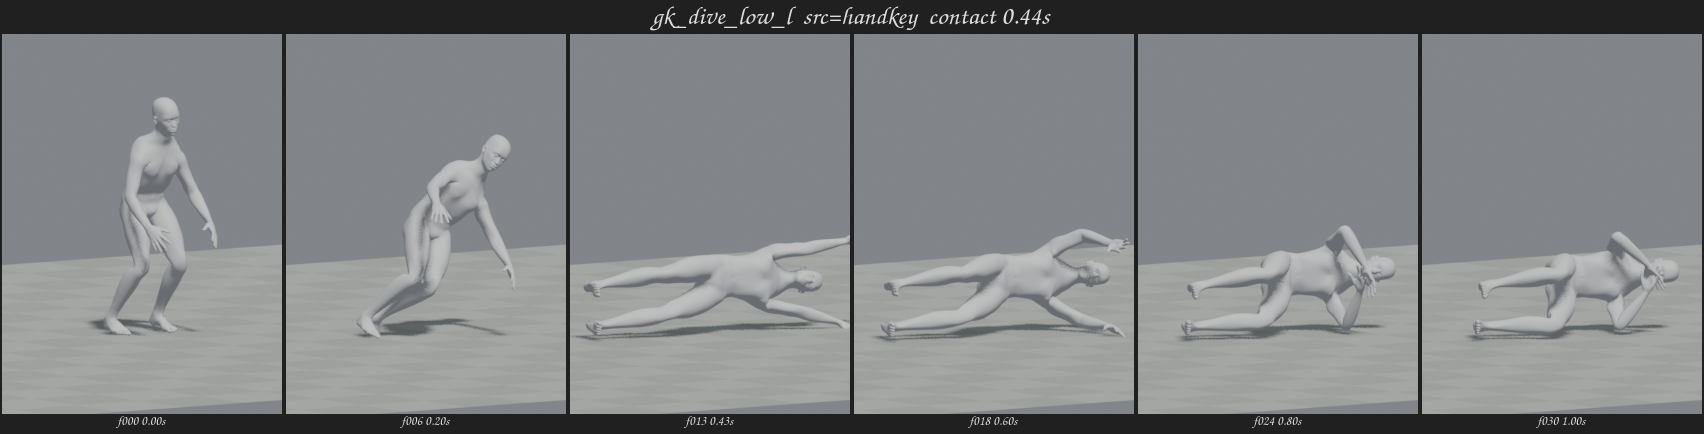 gk_dive_low_l src=handkey contact 0.44s
f000 0.00s
f006 0.20s
f013 0.43s
f018 0.60s
f024 0.80s
f030 1.00s